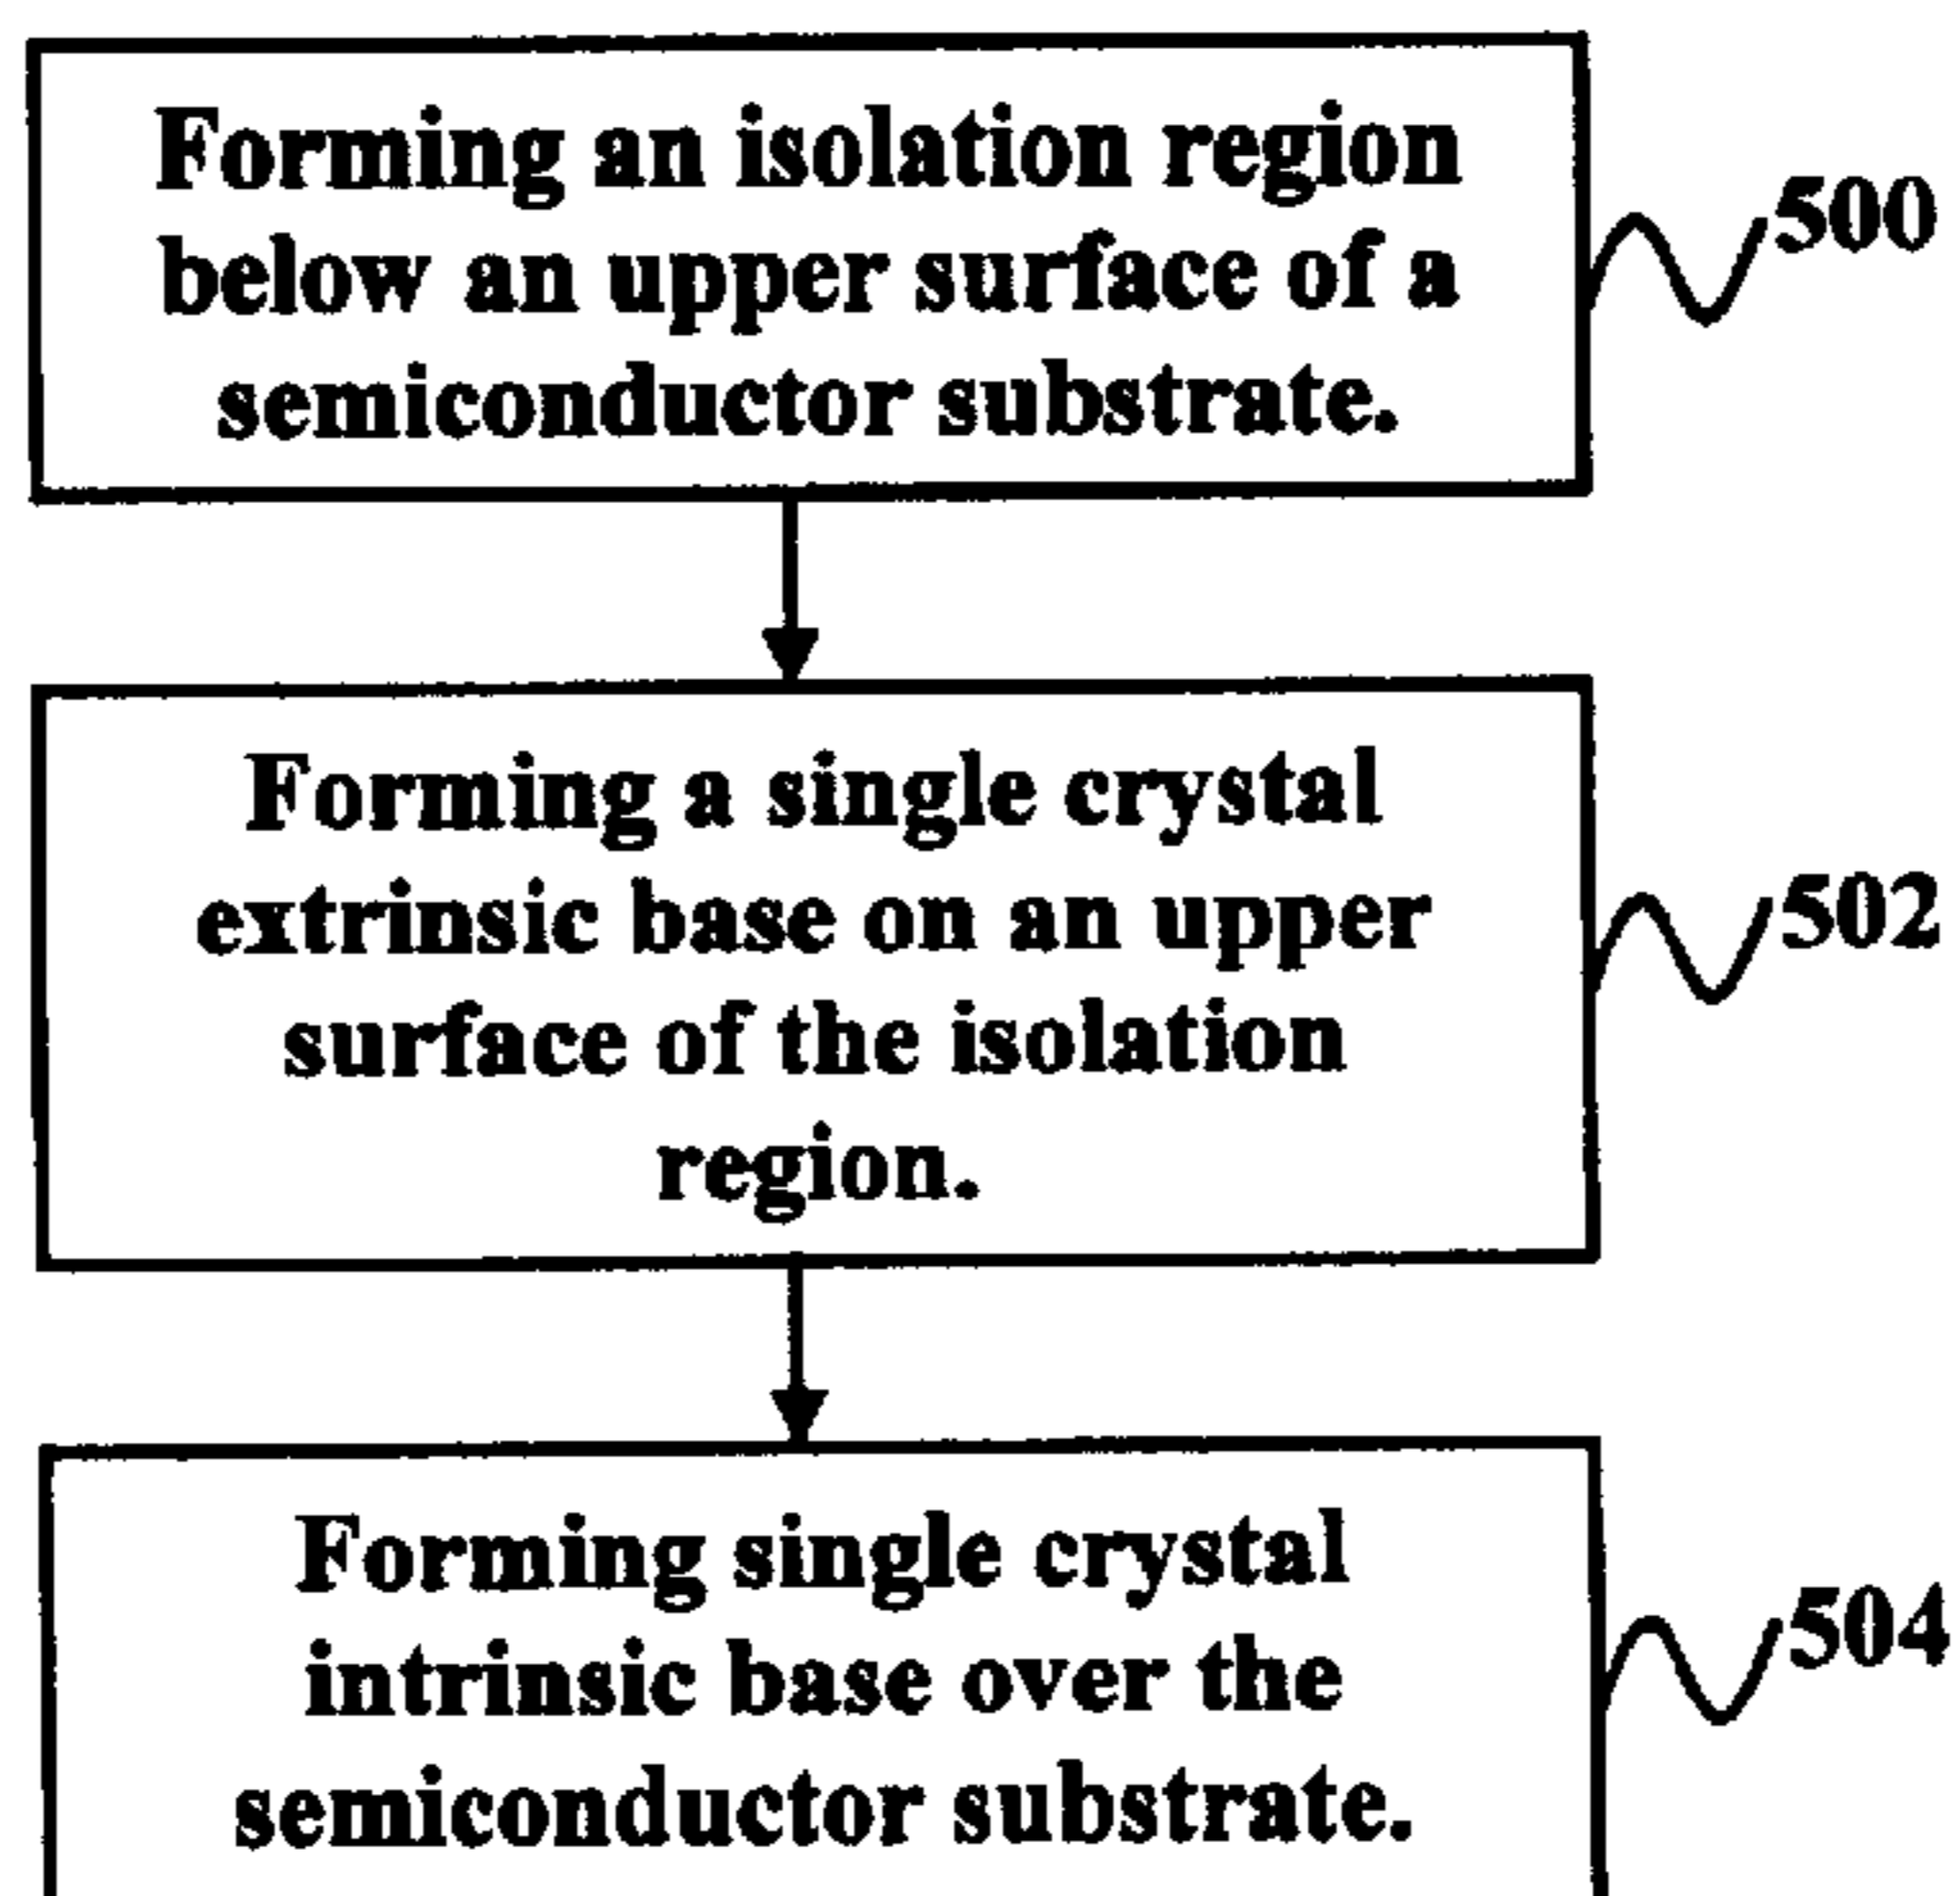 Forming an isolation region
below an upper surface of a
semiconductor substrate.
500
Forming a single crystal
extrinsic base on an upper
surface of the isolation
region.
502
Forming single crystal
intrinsic base over the
semiconductor substrate.
504